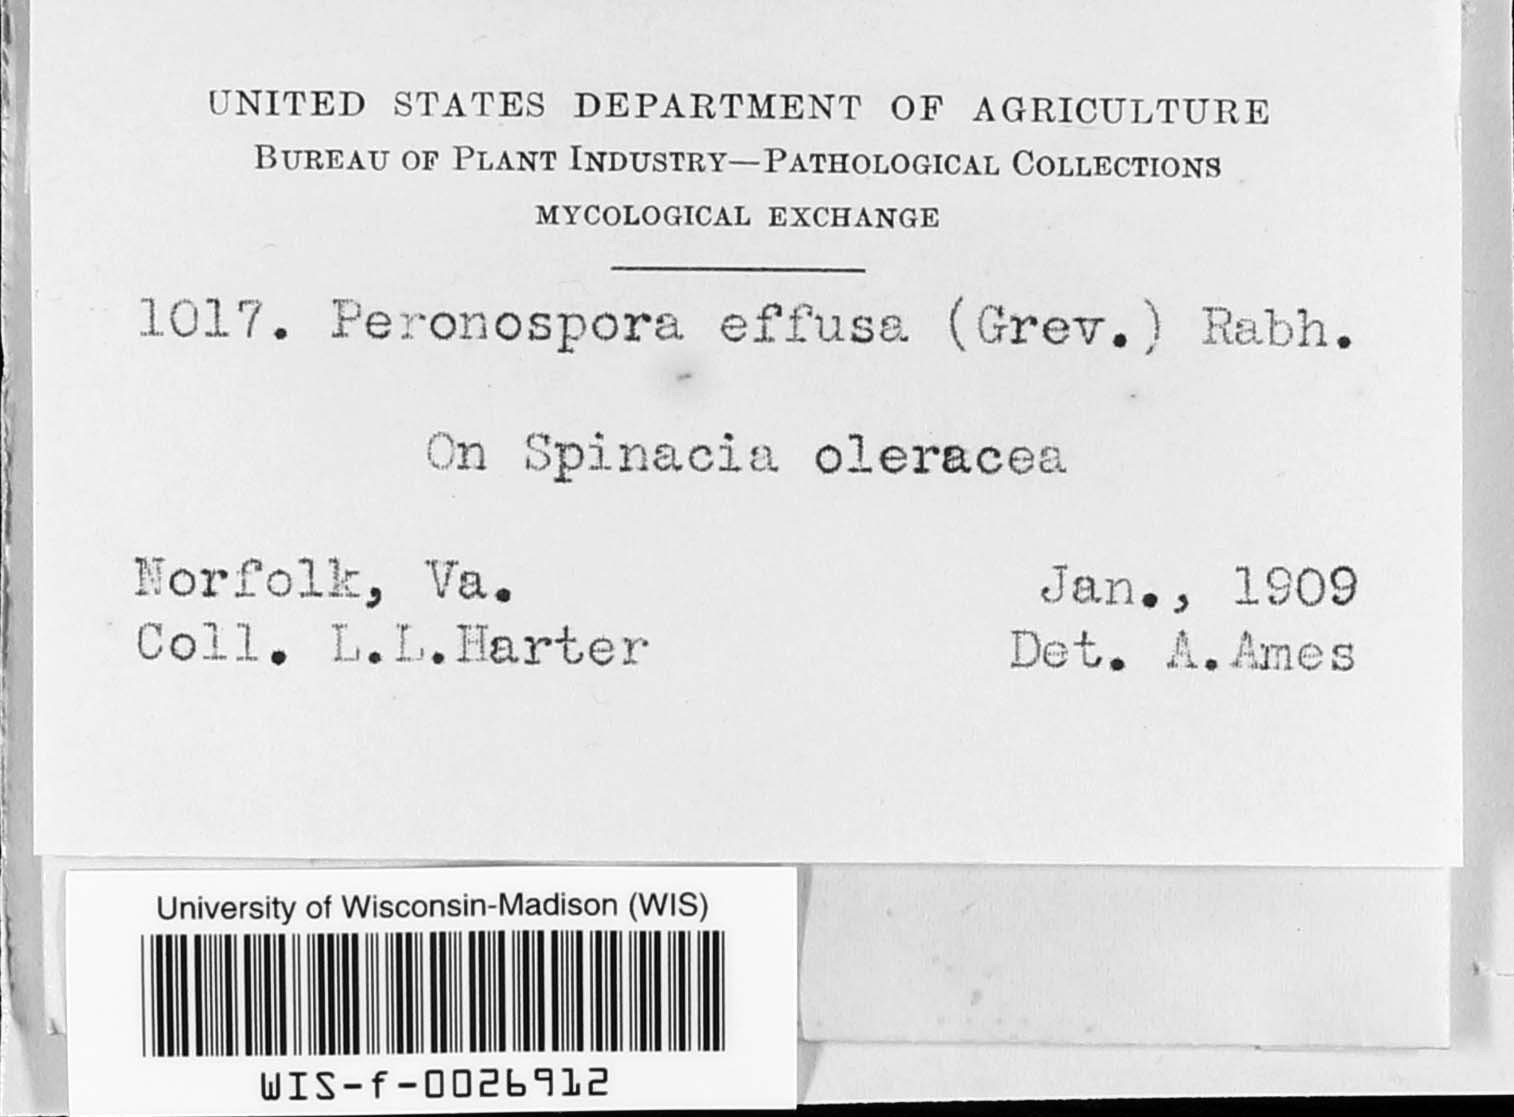 UNITED STATES DEPARTMENT OF AGRICULTURE
BUREAU OF PLANT INDUSTRY—PATHOLOGICAL COLLECTIONS
MYCOLOGICAL EXCHANGE
1017. Peronospora effusa (Grev.) Rabh.
On Spinacia oleracea
Norfolk, Va. Jan., 1909
Coll. L.L.Harter Det. A.Ames
University of Wisconsin-Madison (WIS)
WIS-f-0026912